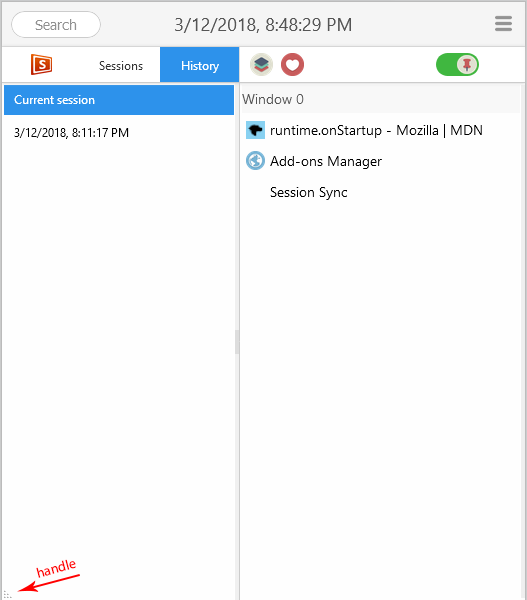 Search
3/12/2018, 8:48:29 PM
S
Sessions
History
Current session
3/12/2018, 8:11:17 PM
Window 0
runtime.onStartup - Mozilla | MDN
Add-ons Manager
Session Sync
handle